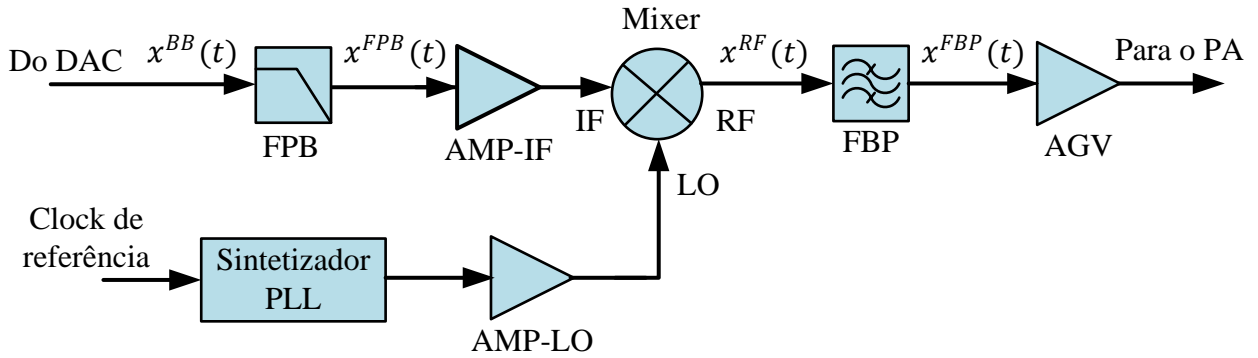 Mixer
Do DAC
x^{BB}(t)
x^{FPB}(t)
x^{RF}(t)
x^{FBP}(t)
Para o PA
IF
RF
FPB
AMP-IF
FBP
AGV
LO
Clock de
referência
Sintetizador
PLL
AMP-LO